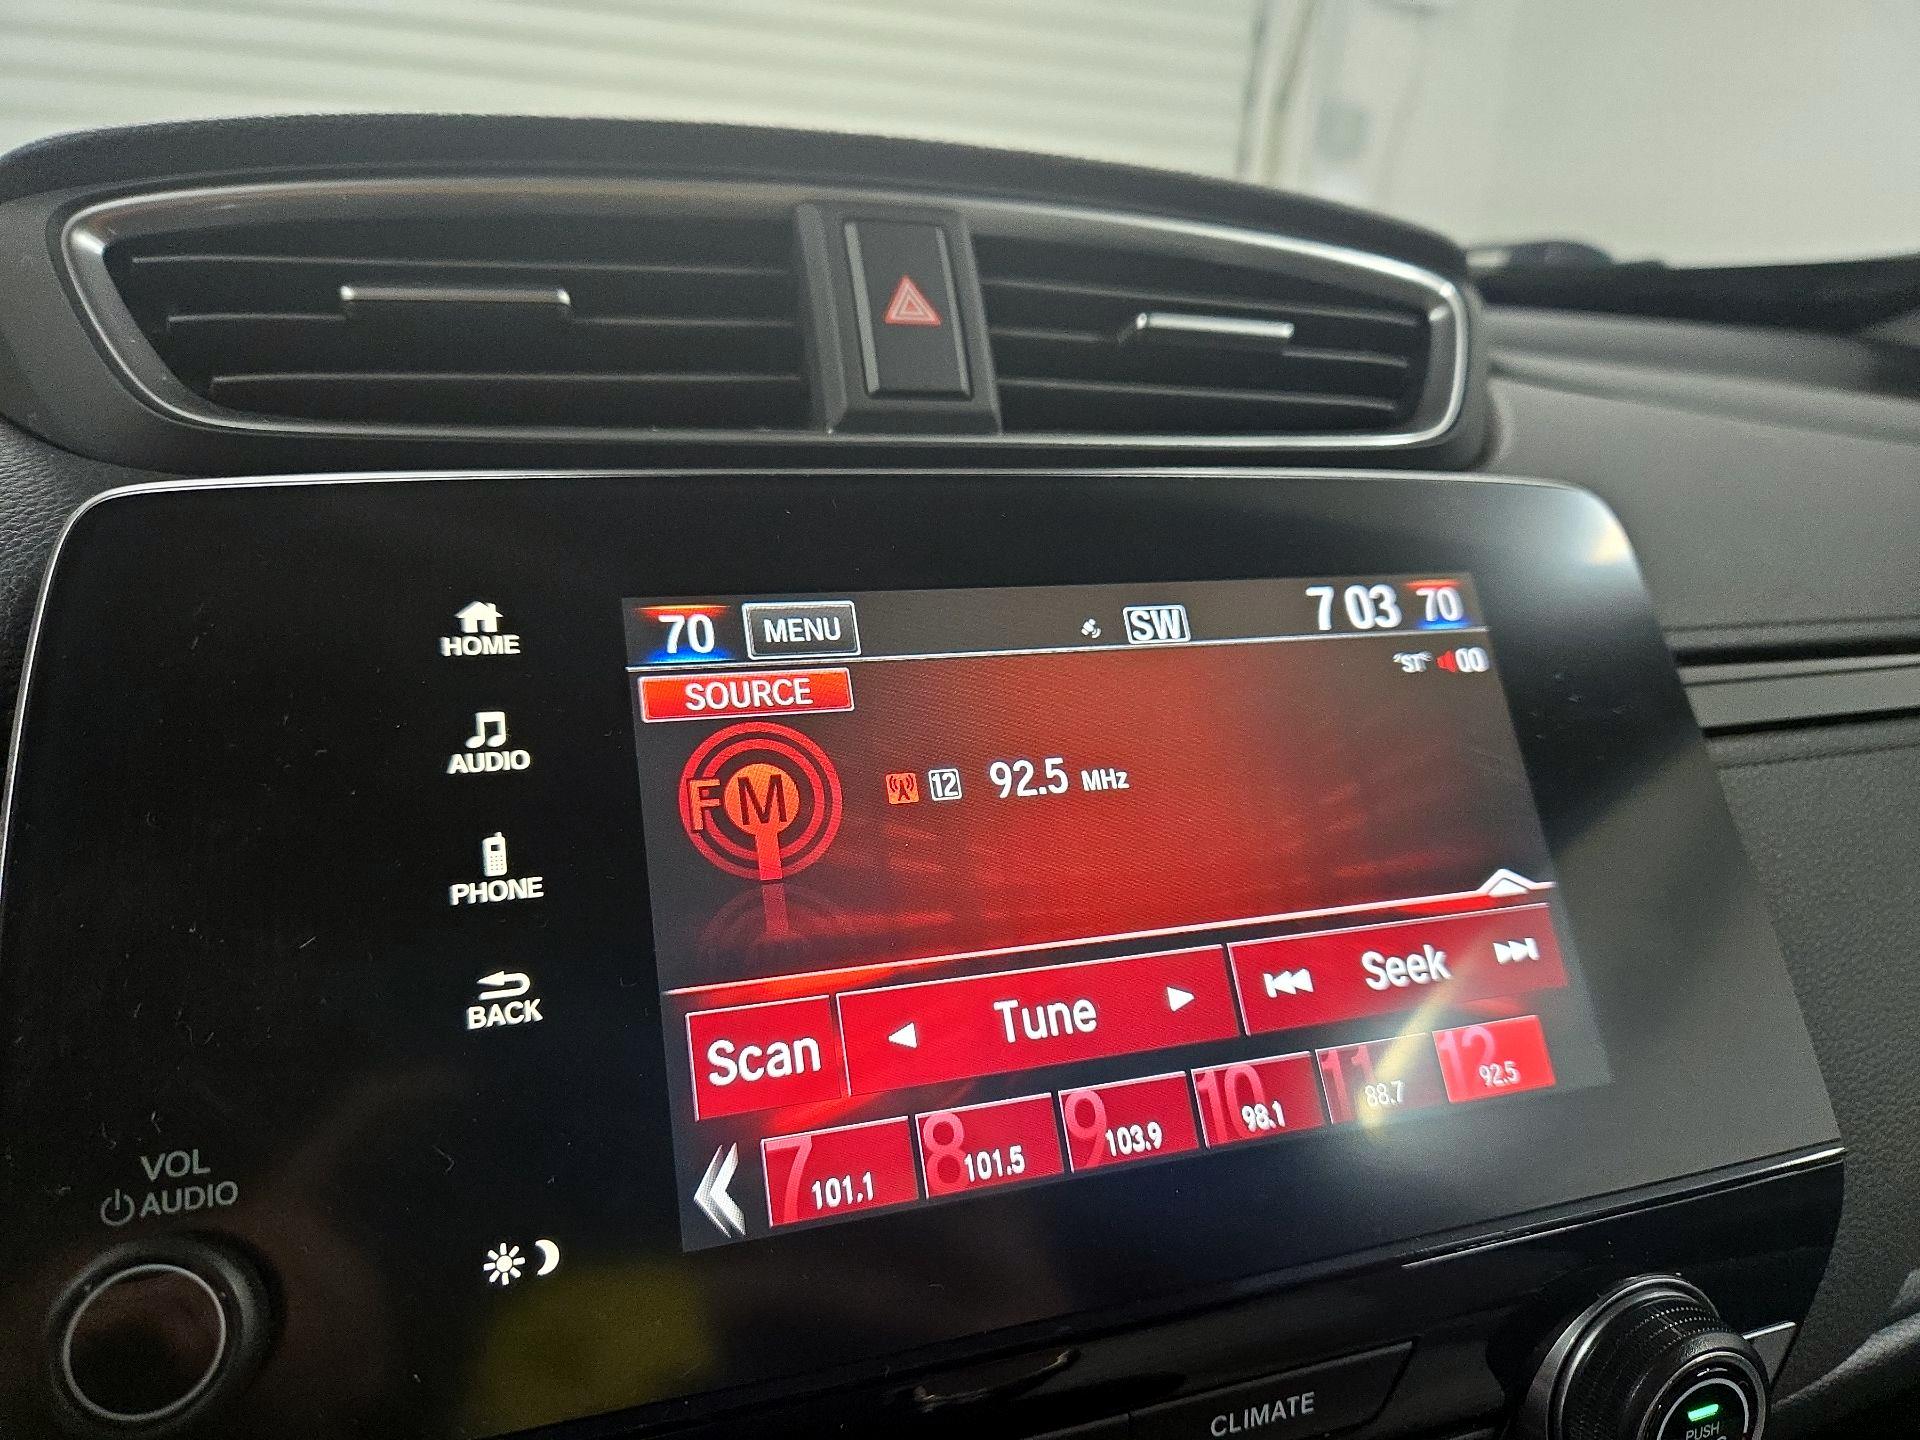 70 MENU SW 7 03 70
HOME
"ST" 00
SOURCE
AUDIO
FM
12 92.5 MHz
PHONE
BACK
Scan Tune Seek
7 101.1 8 101.5 9 103.9 10 98.1 11 88.7 12 92.5
VOL
AUDIO
CLIMATE
PUSH